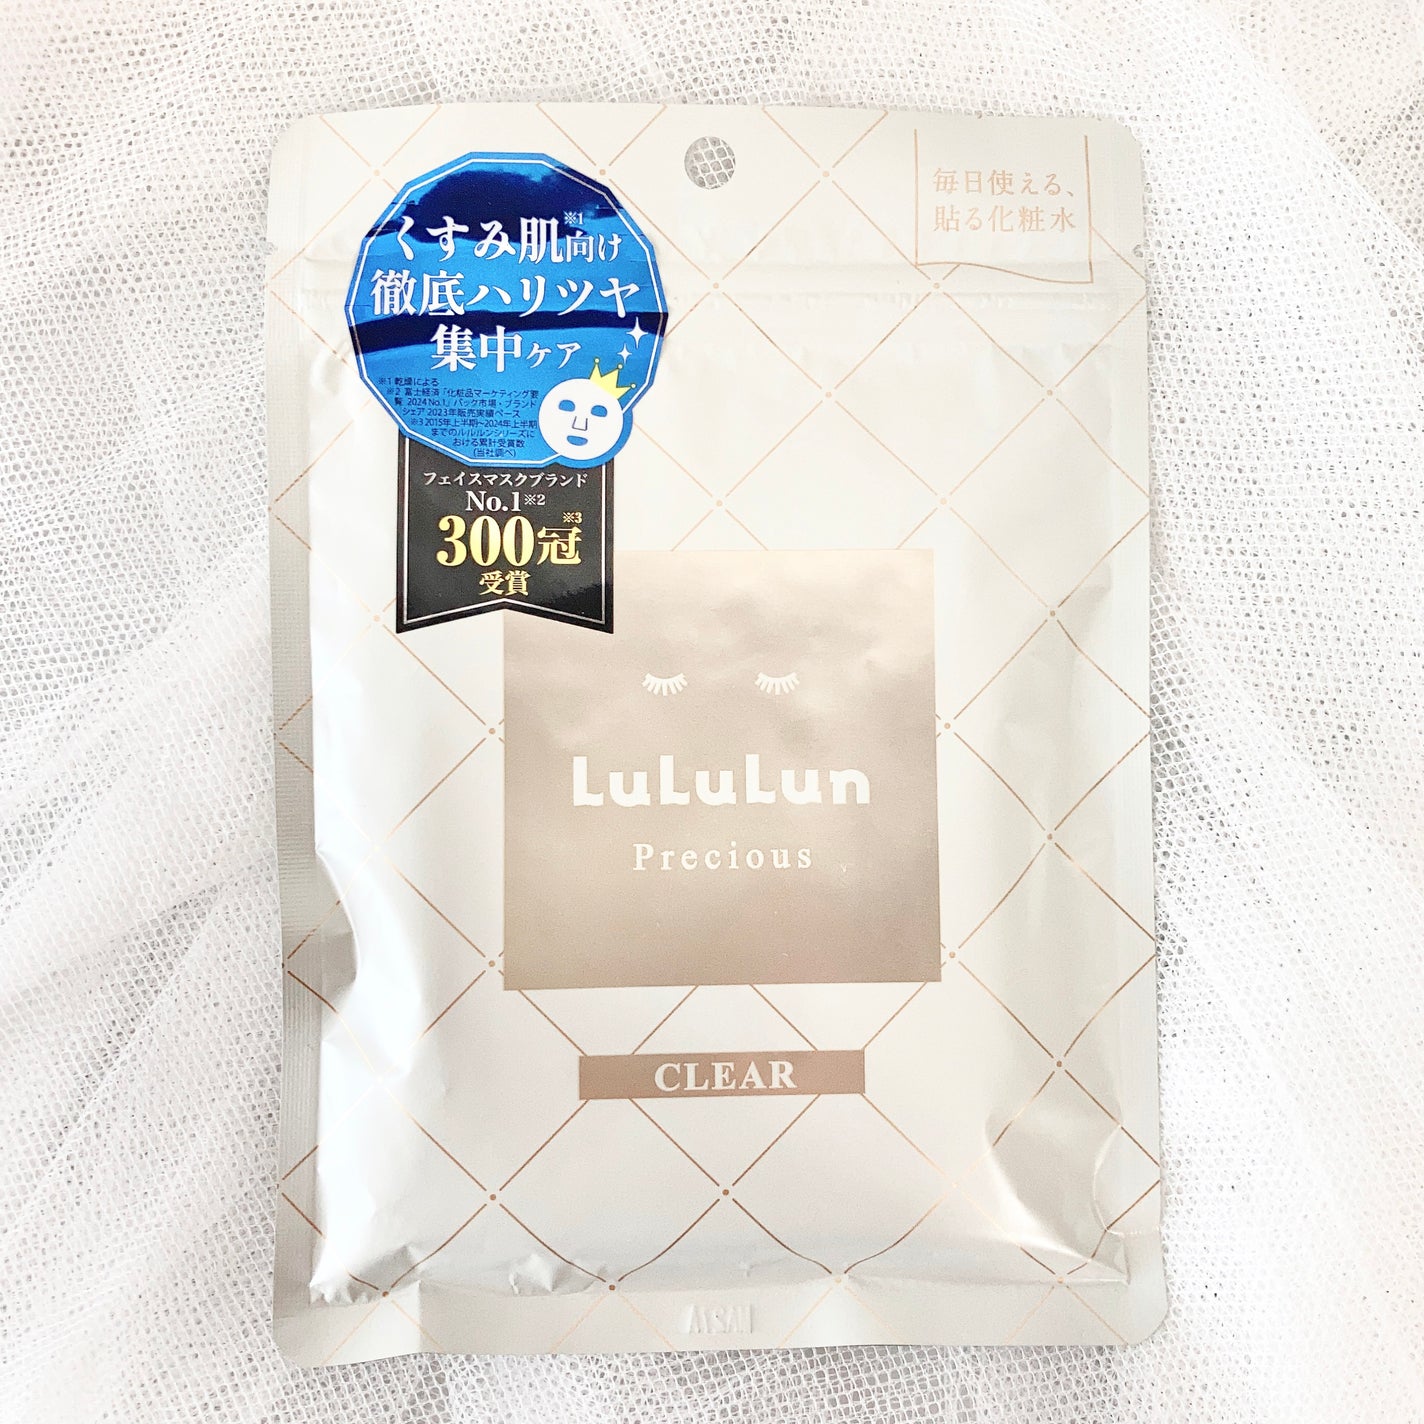 毎日使える、
貼る化粧水
くすみ肌※1向け
徹底ハリツヤ
集中ケア
※1 乾燥による
※2 富士経済「化粧品マーケティング要
覧 2024 No.1」パック市場・ブランド
シェア 2023年販売実績ベース
※3 2015年上半期~2024年上半期
までのルルルンシリーズに
おける累計受賞数
(当社調べ)
フェイスマスクブランド
No.1※2
300冠※3
受賞
LuLuLun
Precious
CLEAR